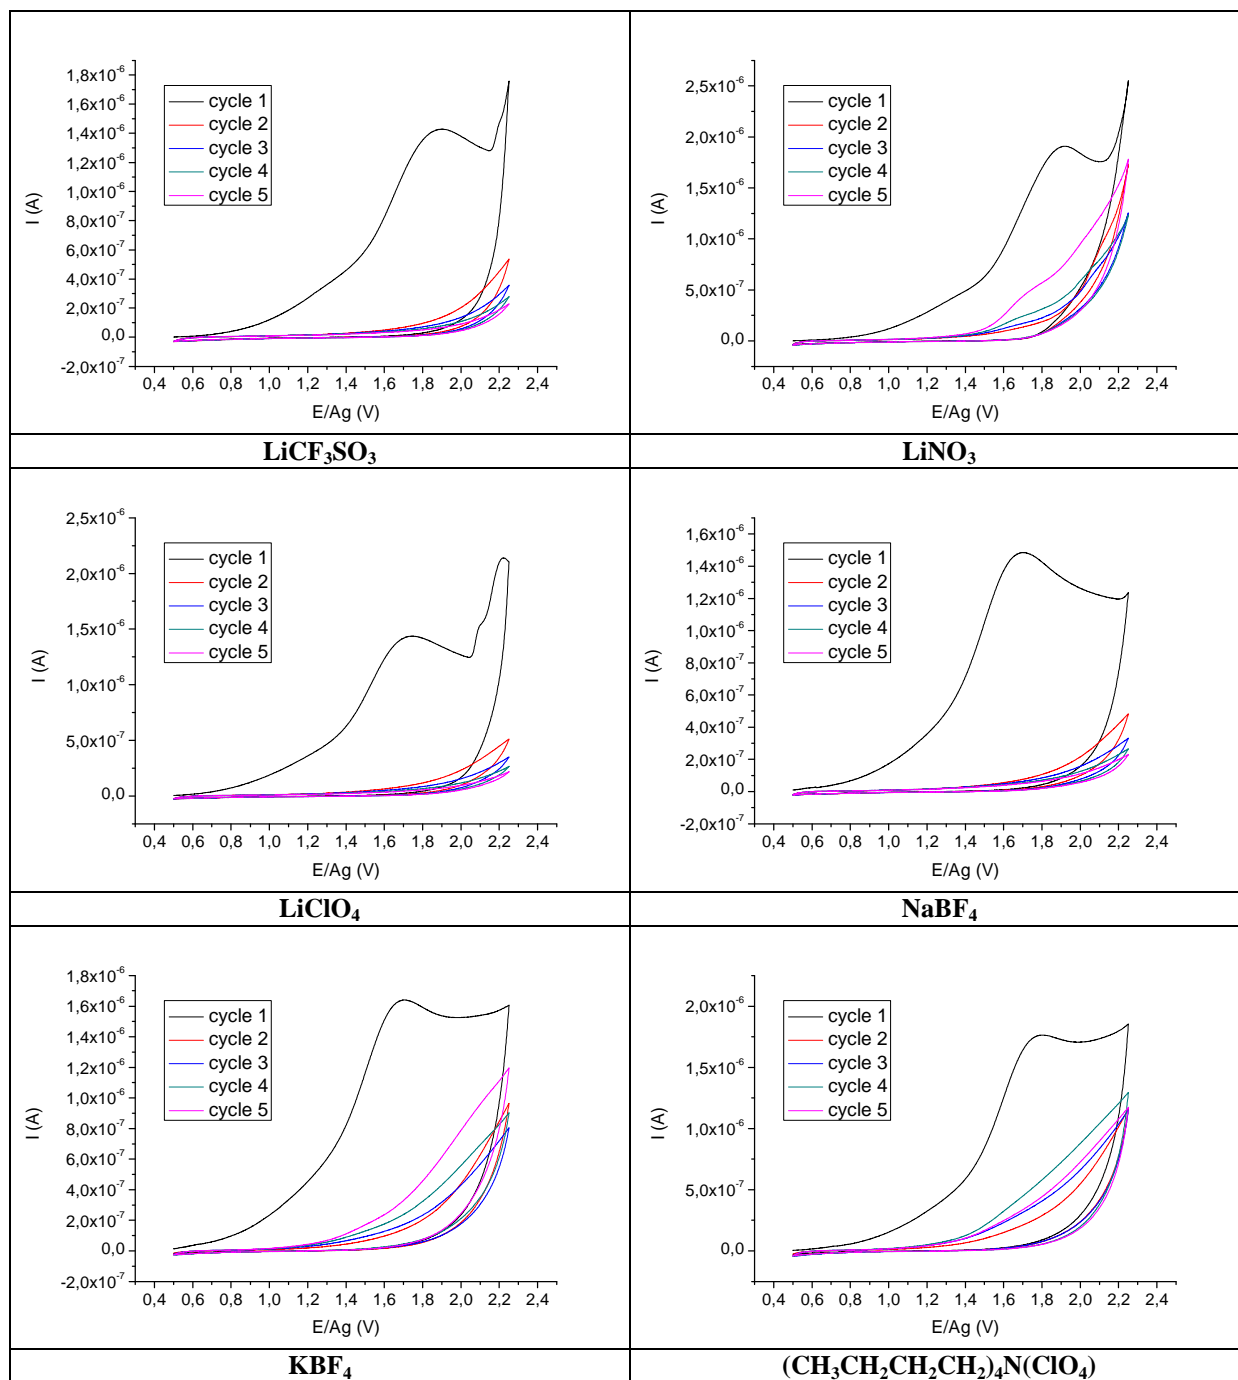 1,8x10⁻⁶
1,6x10⁻⁶
1,4x10⁻⁶
1,2x10⁻⁶
1,0x10⁻⁶
8,0x10⁻⁷
6,0x10⁻⁷
4,0x10⁻⁷
2,0x10⁻⁷
0,0
-2,0x10⁻⁷
I (A)
cycle 1
cycle 2
cycle 3
cycle 4
cycle 5
0,4 0,6 0,8 1,0 1,2 1,4 1,6 1,8 2,0 2,2 2,4
E/Ag (V)
LiCF₃SO₃
2,5x10⁻⁶
2,0x10⁻⁶
1,5x10⁻⁶
1,0x10⁻⁶
5,0x10⁻⁷
0,0
I (A)
cycle 1
cycle 2
cycle 3
cycle 4
cycle 5
0,4 0,6 0,8 1,0 1,2 1,4 1,6 1,8 2,0 2,2 2,4
E/Ag (V)
LiNO₃
2,5x10⁻⁶
2,0x10⁻⁶
1,5x10⁻⁶
1,0x10⁻⁶
5,0x10⁻⁷
0,0
I (A)
cycle 1
cycle 2
cycle 3
cycle 4
cycle 5
0,4 0,6 0,8 1,0 1,2 1,4 1,6 1,8 2,0 2,2 2,4
E/Ag (V)
LiClO₄
1,6x10⁻⁶
1,4x10⁻⁶
1,2x10⁻⁶
1,0x10⁻⁶
8,0x10⁻⁷
6,0x10⁻⁷
4,0x10⁻⁷
2,0x10⁻⁷
0,0
-2,0x10⁻⁷
I (A)
cycle 1
cycle 2
cycle 3
cycle 4
cycle 5
0,4 0,6 0,8 1,0 1,2 1,4 1,6 1,8 2,0 2,2 2,4
E/Ag (V)
NaBF₄
1,8x10⁻⁶
1,6x10⁻⁶
1,4x10⁻⁶
1,2x10⁻⁶
1,0x10⁻⁶
8,0x10⁻⁷
6,0x10⁻⁷
4,0x10⁻⁷
2,0x10⁻⁷
0,0
-2,0x10⁻⁷
I (A)
cycle 1
cycle 2
cycle 3
cycle 4
cycle 5
0,4 0,6 0,8 1,0 1,2 1,4 1,6 1,8 2,0 2,2 2,4
E/Ag (V)
KBF₄
2,0x10⁻⁶
1,5x10⁻⁶
1,0x10⁻⁶
5,0x10⁻⁷
0,0
I (A)
cycle 1
cycle 2
cycle 3
cycle 4
cycle 5
0,4 0,6 0,8 1,0 1,2 1,4 1,6 1,8 2,0 2,2 2,4
E/Ag (V)
(CH₃CH₂CH₂CH₂)₄N(ClO₄)